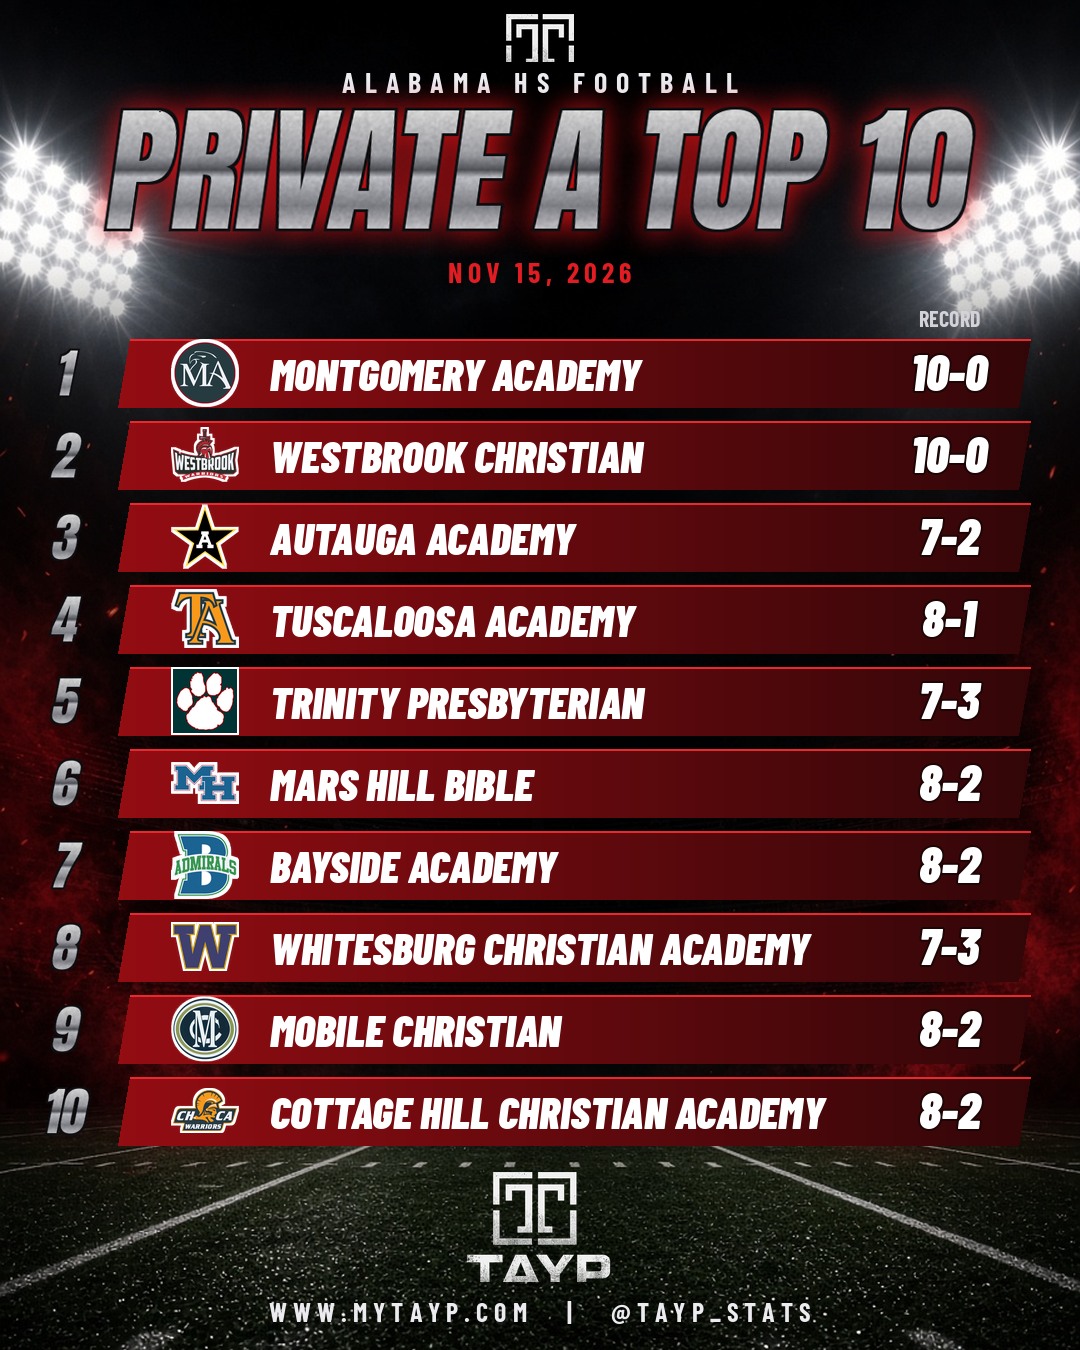 ALABAMA HS FOOTBALL
PRIVATE A TOP 10
NOV 15, 2026
RECORD
1 MA MONTGOMERY ACADEMY 10-0
2 WESTBROOK WARRIORS WESTBROOK CHRISTIAN 10-0
3 A AUTAUGA ACADEMY 7-2
4 TA TUSCALOOSA ACADEMY 8-1
5 TRINITY PRESBYTERIAN 7-3
6 MH MARS HILL BIBLE 8-2
7 B ADMIRALS BAYSIDE ACADEMY 8-2
8 W WHITESBURG CHRISTIAN ACADEMY 7-3
9 MC MOBILE CHRISTIAN 8-2
10 CHCA WARRIORS COTTAGE HILL CHRISTIAN ACADEMY 8-2
TAYP
WWW.MYTAYP.COM | @TAYP_STATS